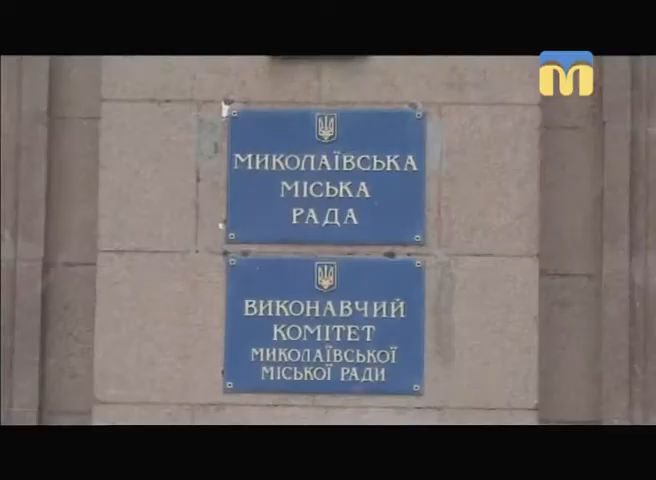 МИКОЛАЇВСЬКА
МІСЬКА
РАДА
ВИКОНАВЧИЙ
КОМІТЕТ
МИКОЛАЇВСЬКОЇ
МІСЬКОЇ РАДИ